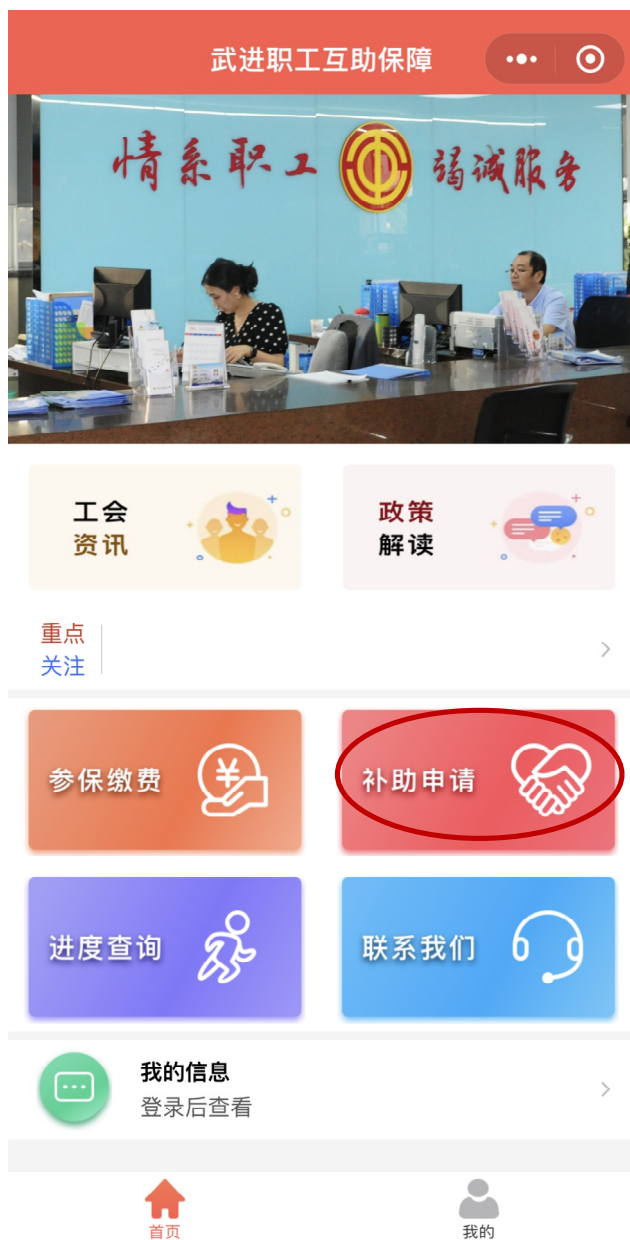 武进职工互助保障
情系职工 竭诚服务
工会
资讯
政策
解读
重点
关注
参保缴费
补助申请
进度查询
联系我们
我的信息
登录后查看
首页
我的